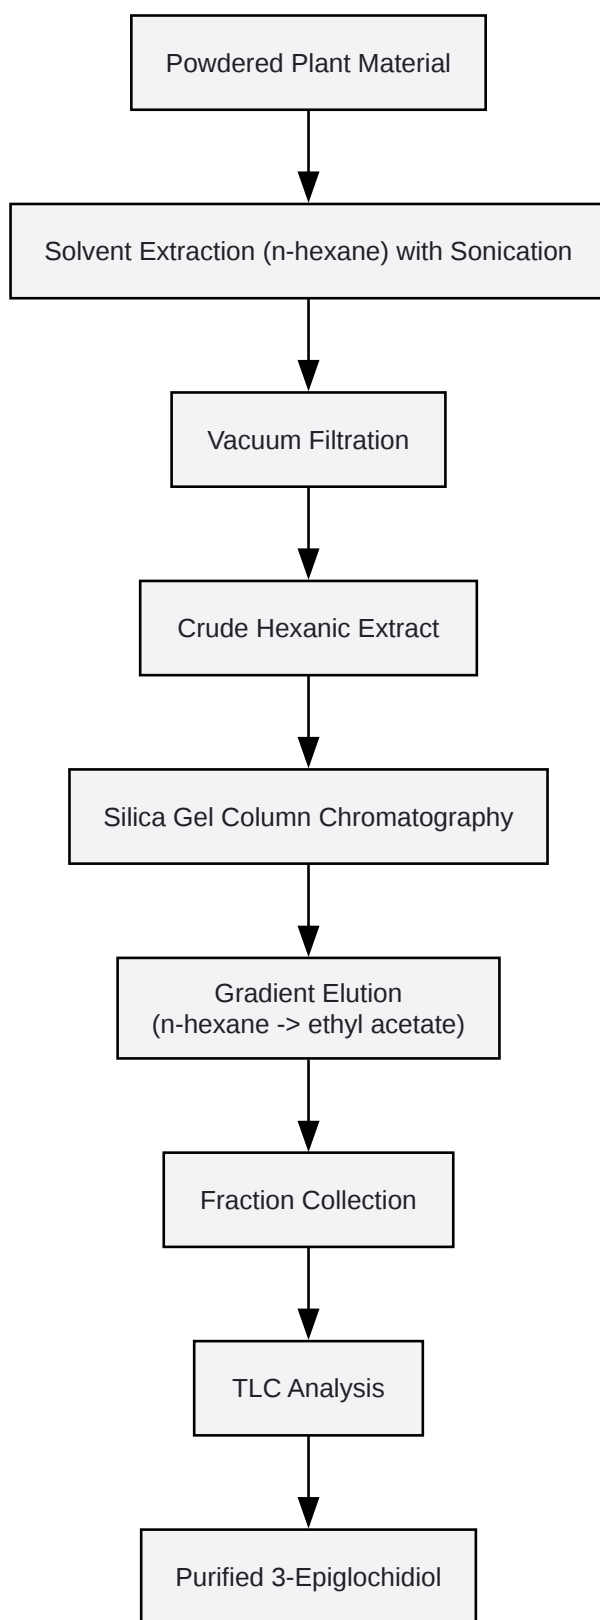 Powdered Plant Material
Solvent Extraction (n-hexane) with Sonication
Vacuum Filtration
Crude Hexanic Extract
Silica Gel Column Chromatography
Gradient Elution
(n-hexane -> ethyl acetate)
Fraction Collection
TLC Analysis
Purified 3-Epiglochidiol